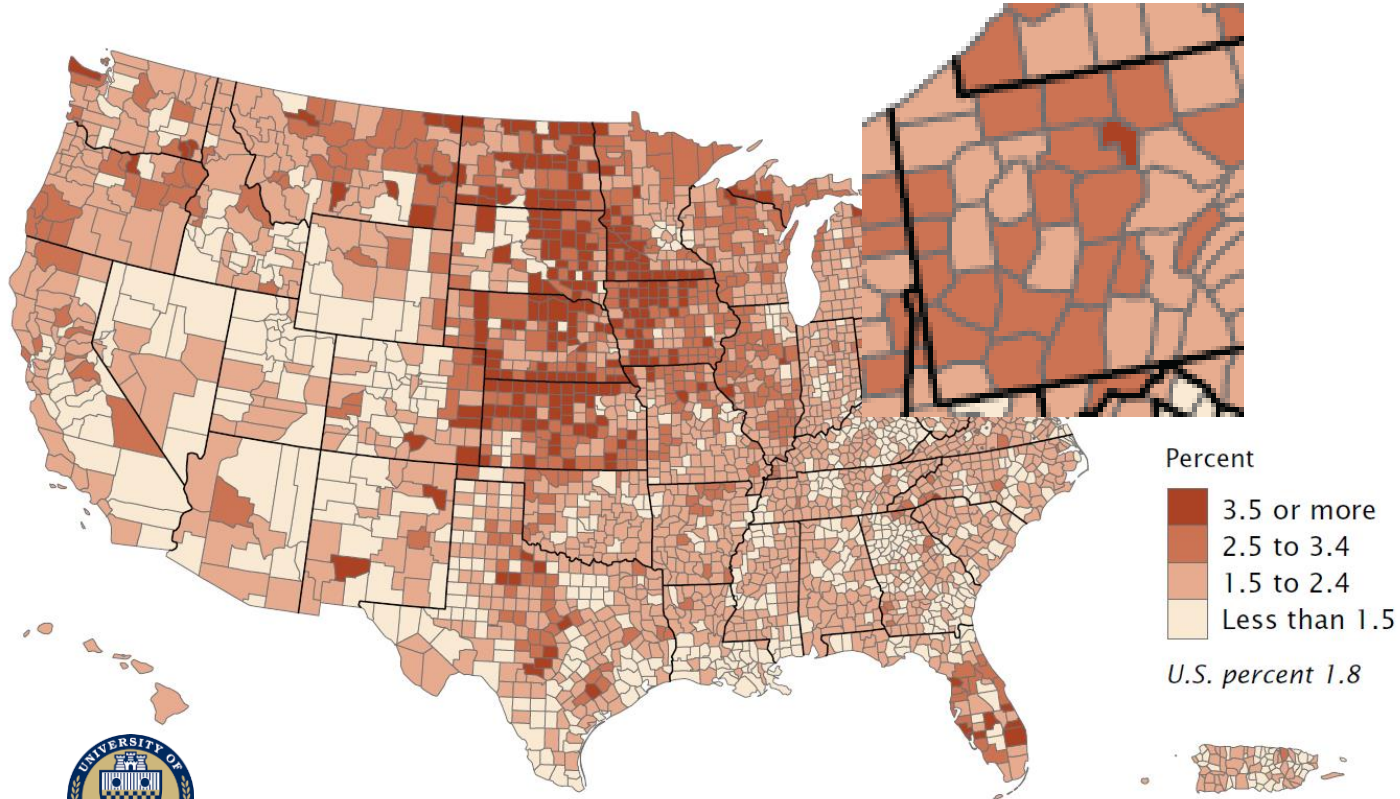 Percent
3.5 or more
2.5 to 3.4
1.5 to 2.4
Less than 1.5
U.S. percent 1.8
UNIVERSITY OF